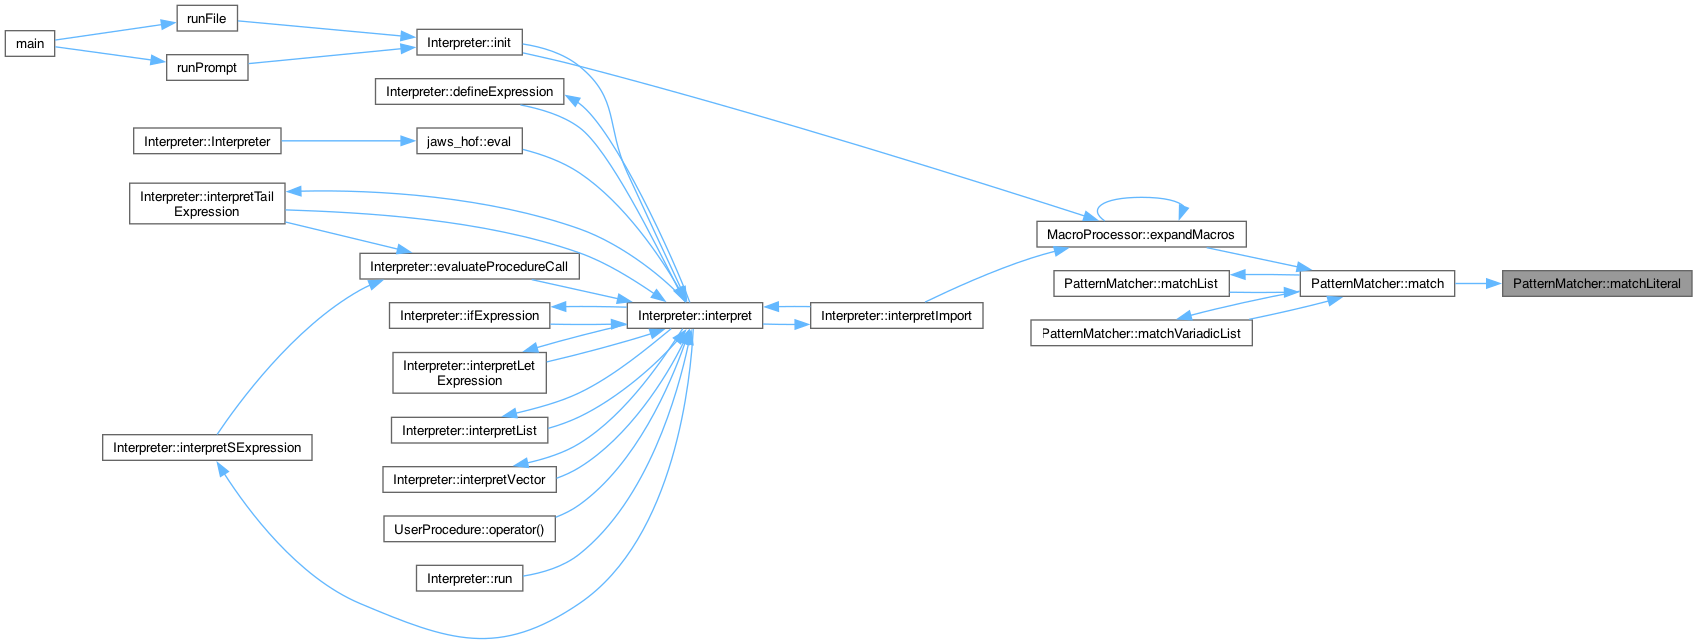 main
runFile
runPrompt
Interpreter::init
Interpreter::defineExpression
Interpreter::Interpreter
jaws_hof::eval
Interpreter::interpretTail
Expression
Interpreter::evaluateProcedureCall
Interpreter::ifExpression
Interpreter::interpretLet
Expression
Interpreter::interpretList
Interpreter::interpretSExpression
Interpreter::interpretVector
UserProcedure::operator()
Interpreter::run
Interpreter::interpret
Interpreter::interpretImport
MacroProcessor::expandMacros
PatternMatcher::matchList
PatternMatcher::matchVariadicList
PatternMatcher::match
PatternMatcher::matchLiteral